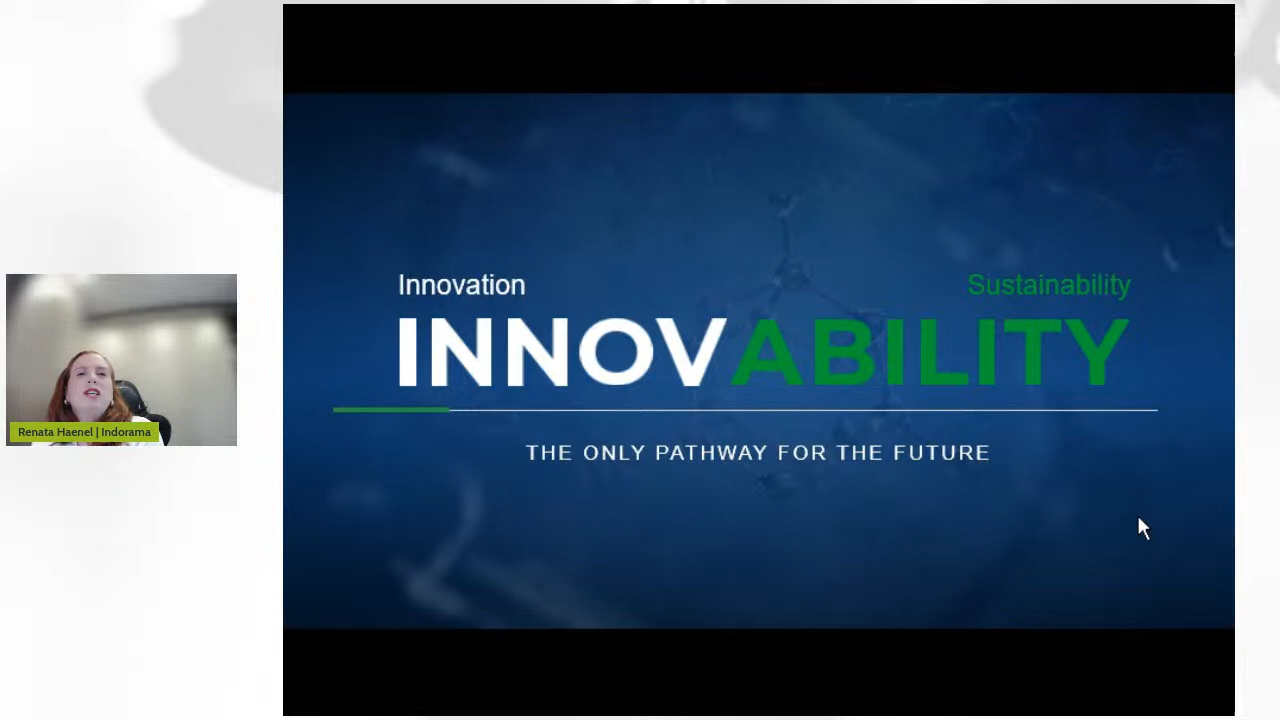 Innovation
Sustainability
INNOVABILITY
THE ONLY PATHWAY FOR THE FUTURE
Renata Haenel | Indorama